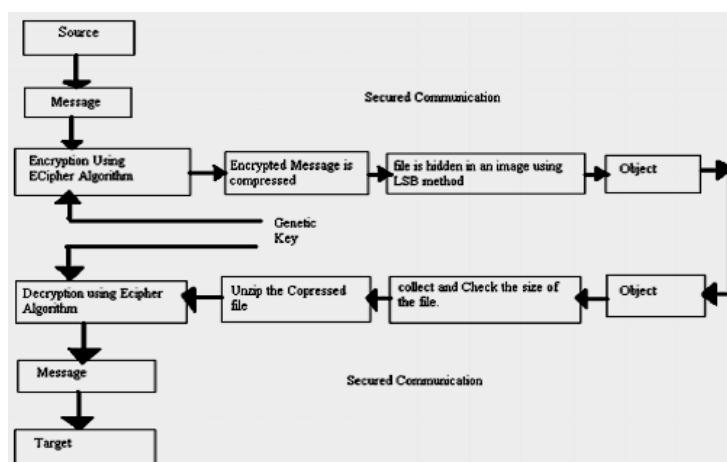 Source
Message
Secured Communication
Encryption Using
ECipher Algorithm
Encrypted Message is
compressed
file is hidden in an image using
LSB method
Object
Genetic
Key
Decryption using Ecipher
Algorithm
Unzip the Copressed
file
collect and Check the size of
the file.
Object
Message
Secured Communication
Target